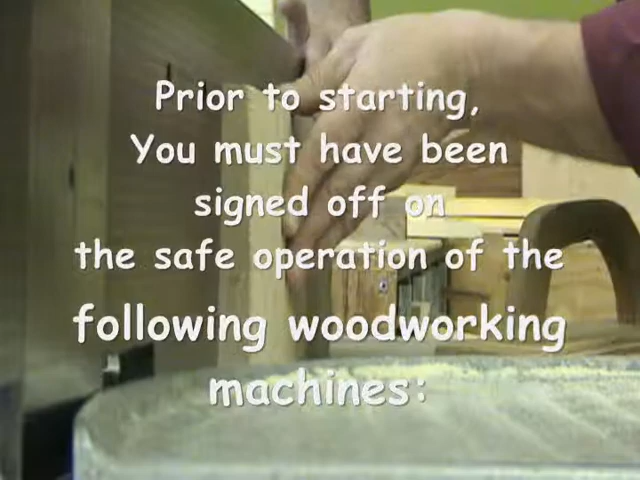 Prior to starting,
You must have been
signed off on
the safe operation of the
following woodworking
machines: